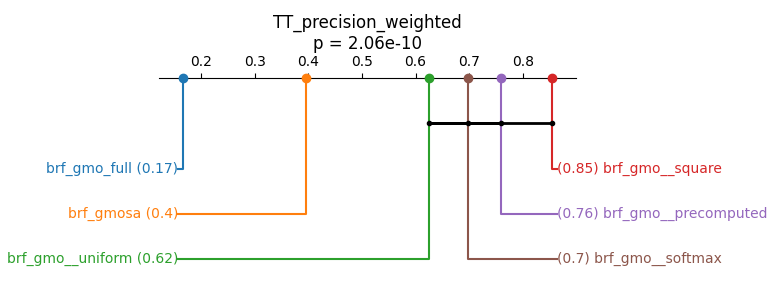 TT_precision_weighted
p = 2.06e-10
0.2 0.3 0.4 0.5 0.6 0.7 0.8
brf_gmo_full (0.17)
(0.85) brf_gmo__square
brf_gmosa (0.4)
(0.76) brf_gmo__precomputed
brf_gmo__uniform (0.62)
(0.7) brf_gmo__softmax